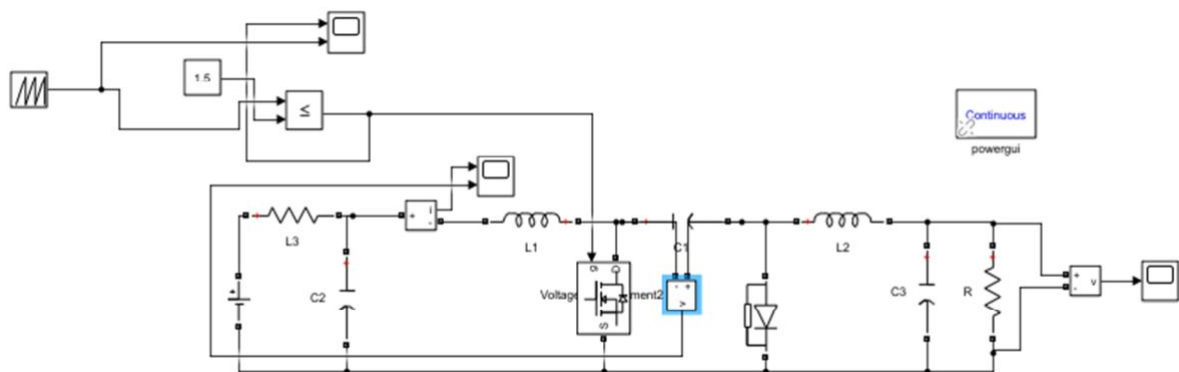 1.5
≤
Continuous
powergui
i
+
-
L3
L1
C1
L2
C2
g
D
S
Voltage
ment2
-
+
v
C3
R
+
-
v